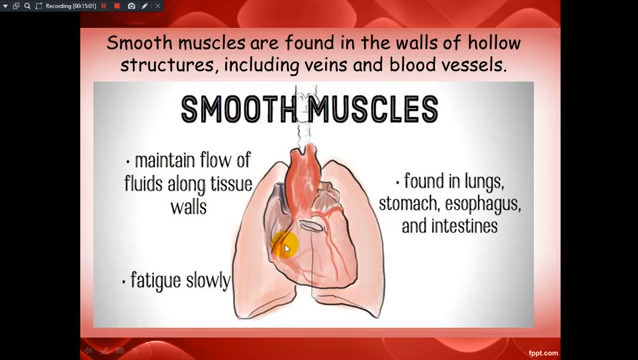 Recording [00:15:01]
Smooth muscles are found in the walls of hollow
structures, including veins and blood vessels.
SMOOTH MUSCLES
• maintain flow of
fluids along tissue
walls
• found in lungs,
stomach, esophagus,
and intestines
• fatigue slowly
fppt.com